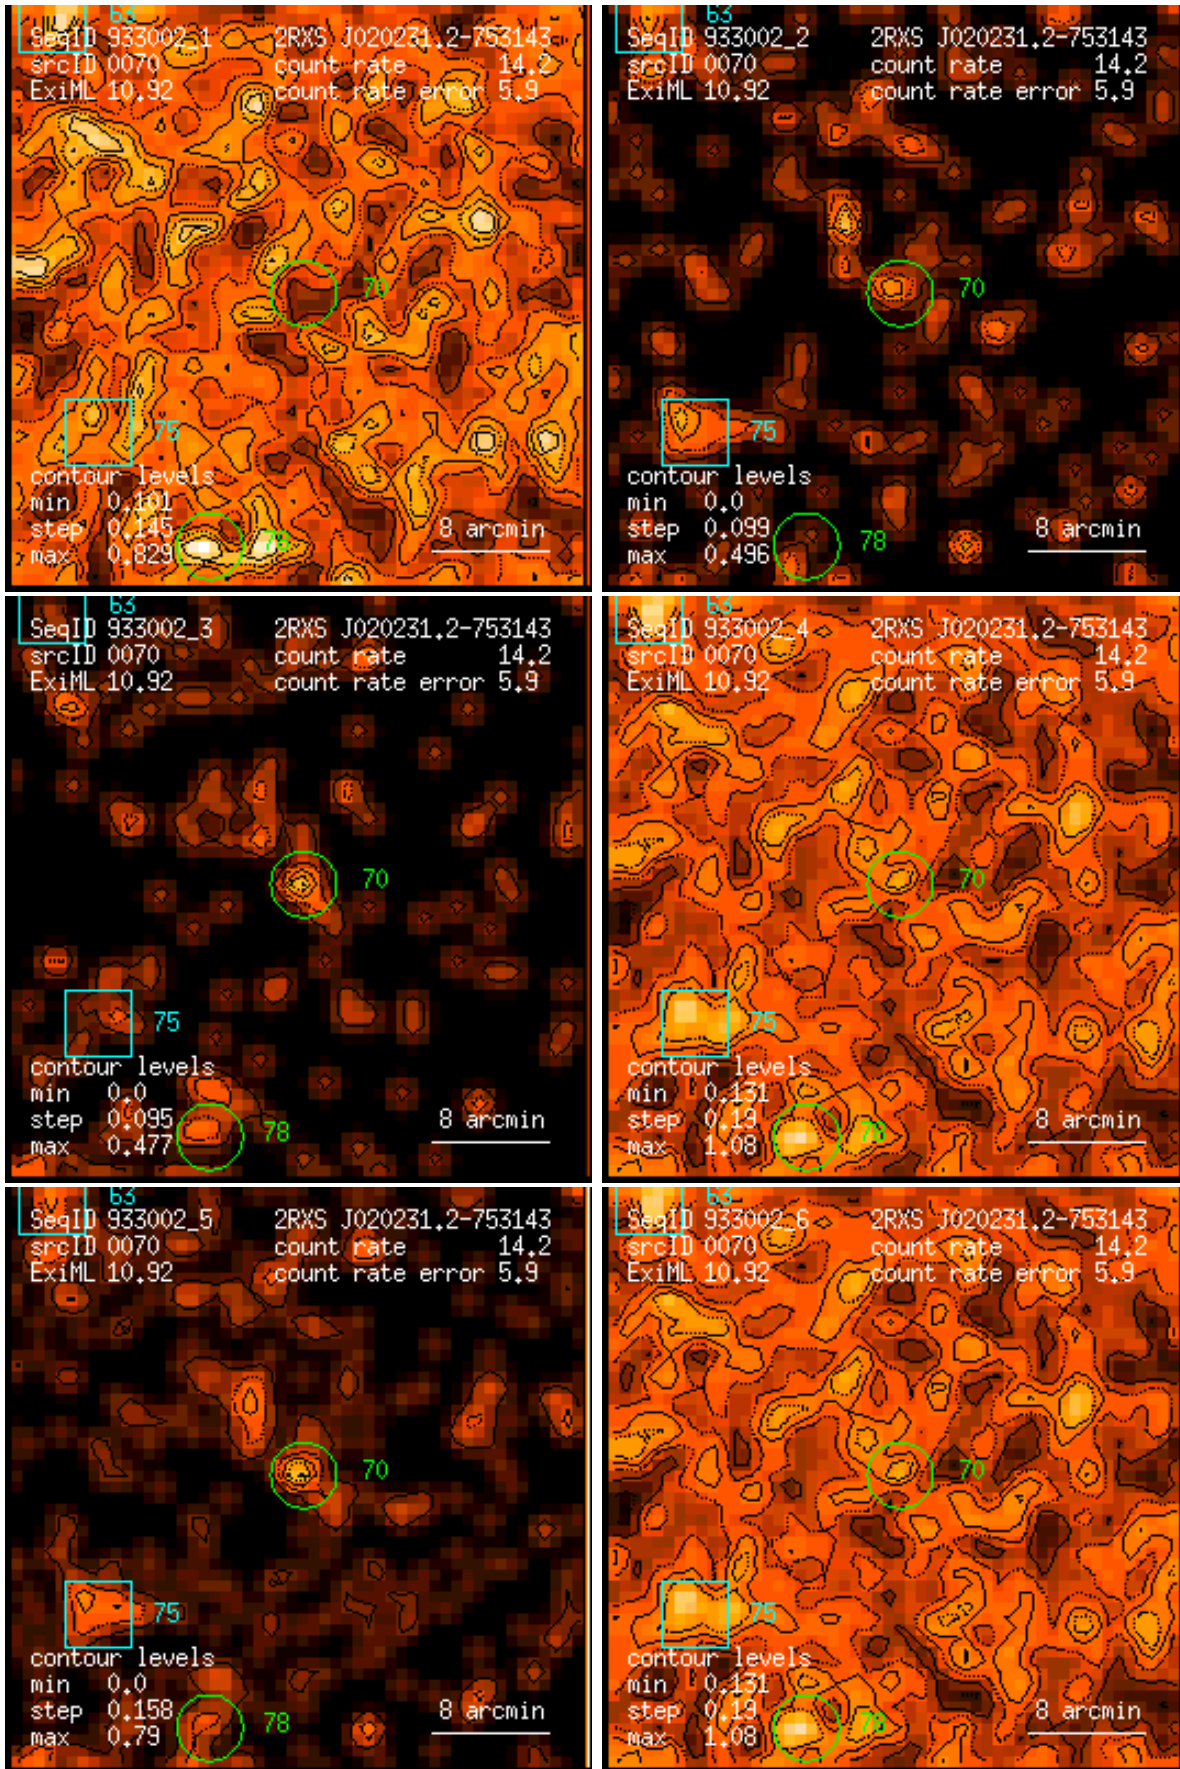 63
SeqID 933002_1 2RXS J020231.2-753143
srcID 0070 count rate 14.2
ExiML 10.92 count rate error 5.9
70
75
contour levels
min 0.101
step 0.145 8 arcmin
max 0.829 78
63
SeqID 933002_2 2RXS J020231.2-753143
srcID 0070 count rate 14.2
ExiML 10.92 count rate error 5.9
70
75
contour levels
min 0.0
step 0.099 8 arcmin
max 0.496 78
63
SeqID 933002_3 2RXS J020231.2-753143
srcID 0070 count rate 14.2
ExiML 10.92 count rate error 5.9
70
75
contour levels
min 0.0
step 0.095 8 arcmin
max 0.477 78
63
SeqID 933002_4 2RXS J020231.2-753143
srcID 0070 count rate 14.2
ExiML 10.92 count rate error 5.9
70
75
contour levels
min 0.131
step 0.19 8 arcmin
max 1.08 78
63
SeqID 933002_5 2RXS J020231.2-753143
srcID 0070 count rate 14.2
ExiML 10.92 count rate error 5.9
70
75
contour levels
min 0.0
step 0.158 8 arcmin
max 0.79 78
63
SeqID 933002_6 2RXS J020231.2-753143
srcID 0070 count rate 14.2
ExiML 10.92 count rate error 5.9
70
75
contour levels
min 0.131
step 0.19 8 arcmin
max 1.08 78